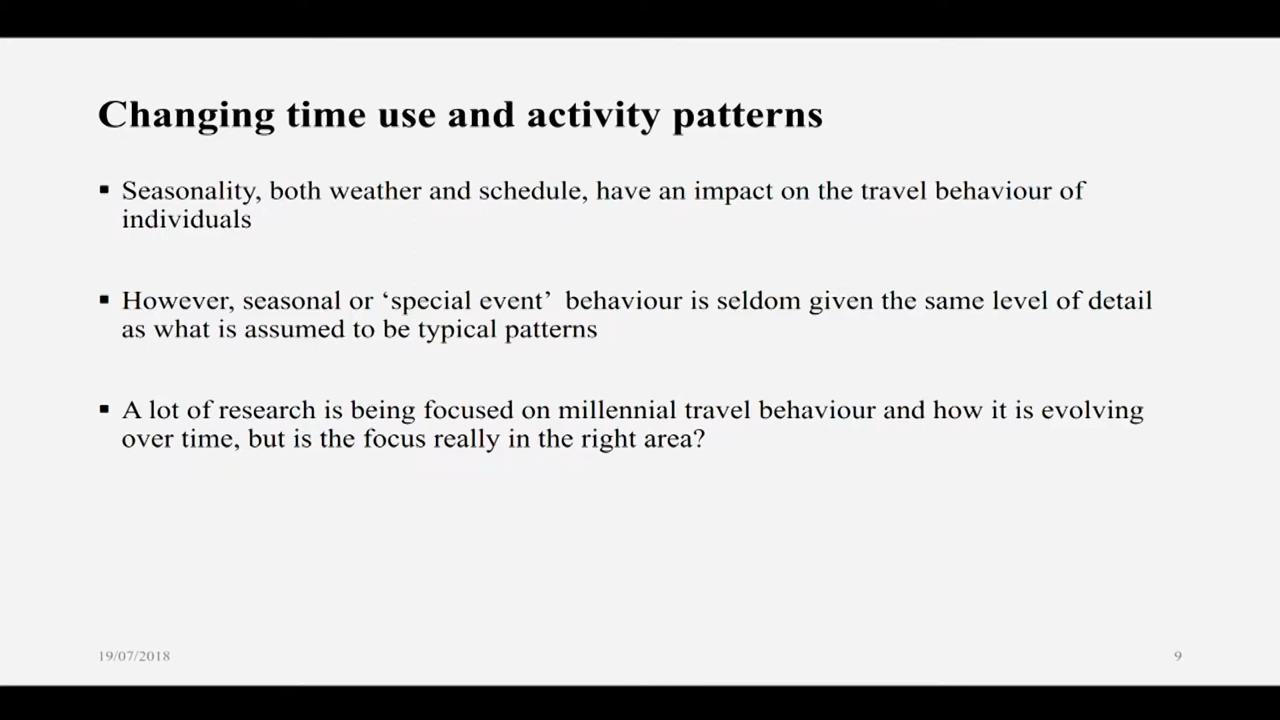 Changing time use and activity patterns
▪ Seasonality, both weather and schedule, have an impact on the travel behaviour of
individuals
▪ However, seasonal or ‘special event’ behaviour is seldom given the same level of detail
as what is assumed to be typical patterns
▪ A lot of research is being focused on millennial travel behaviour and how it is evolving
over time, but is the focus really in the right area?
19/07/2018
9